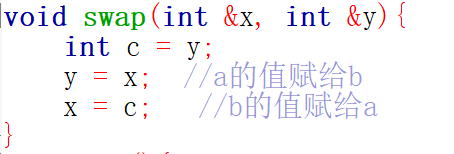 void swap(int &x, int &y){
    int c = y;
    y = x;  //a的值赋给b
    x = c;   //b的值赋给a
}